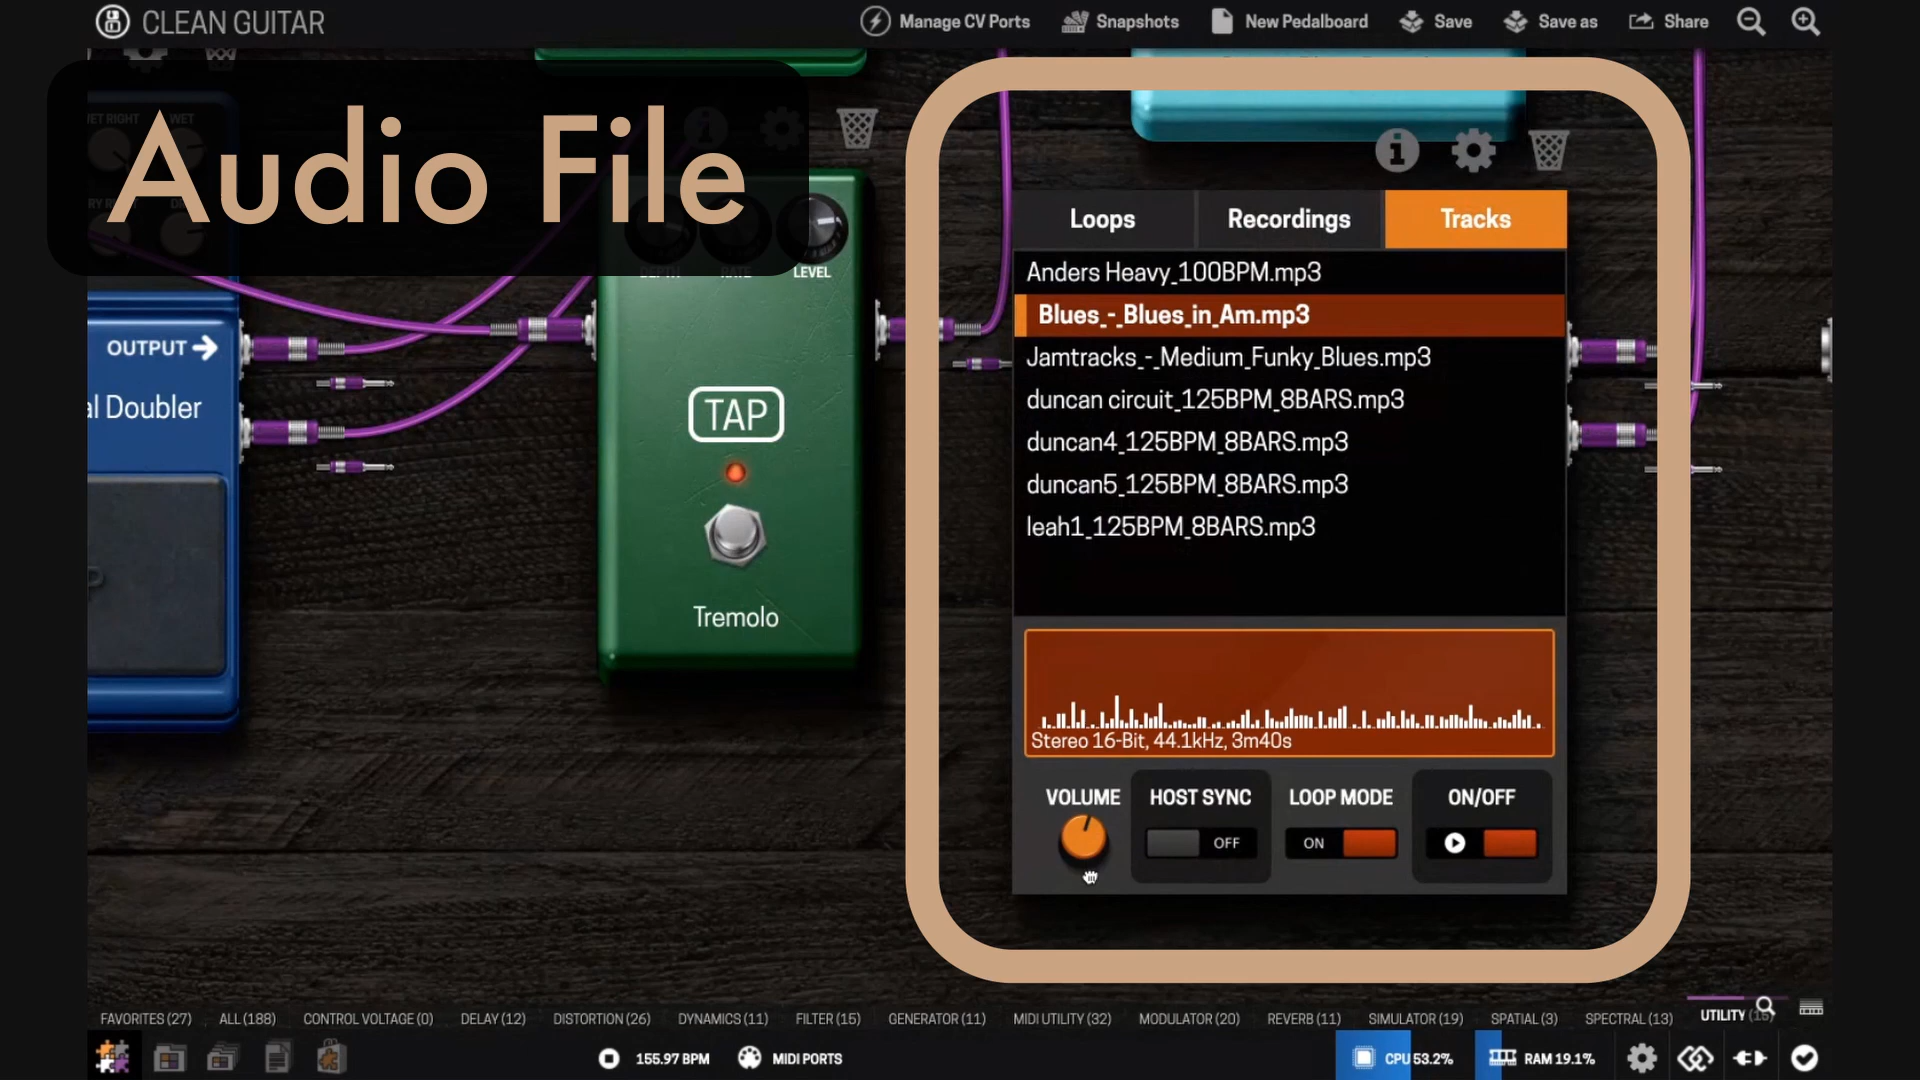 CLEAN GUITAR
Manage CV Ports
Snapshots
New Pedalboard
Save
Save as
Share
Audio File
WET
LEVEL
OUTPUT
al Doubler
TAP
Tremolo
Loops
Recordings
Tracks
Anders Heavy_100BPM.mp3
Blues_-_Blues_in_Am.mp3
Jamtracks_-_Medium_Funky_Blues.mp3
duncan circuit_125BPM_8BARS.mp3
duncan4_125BPM_8BARS.mp3
duncan5_125BPM_8BARS.mp3
leah1_125BPM_8BARS.mp3
Stereo 16-Bit, 44.1kHz, 3m40s
VOLUME
HOST SYNC
LOOP MODE
ON/OFF
OFF
ON
FAVORITES (27)
ALL (188)
CONTROL VOLTAGE (0)
DELAY (12)
DISTORTION (26)
DYNAMICS (11)
FILTER (15)
GENERATOR (11)
MIDI UTILITY (32)
MODULATOR (20)
REVERB (11)
SIMULATOR (19)
SPATIAL (3)
SPECTRAL (13)
UTILITY
155.97 BPM
MIDI PORTS
CPU 53.2%
RAM 19.1%